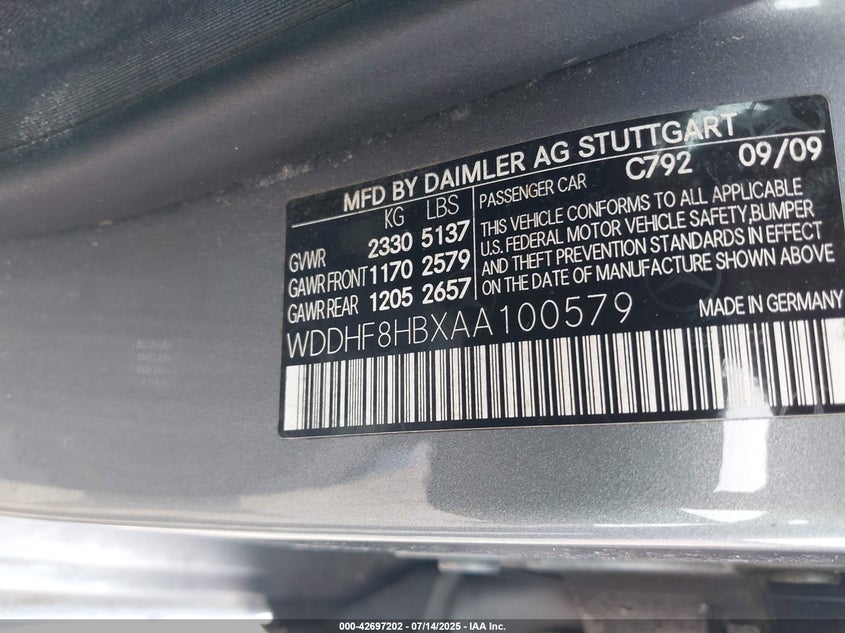 MFD BY DAIMLER AG STUTTGART
C792 09/09
KG LBS
GVWR 2330 5137
GAWR FRONT 1170 2579
GAWR REAR 1205 2657
PASSENGER CAR
THIS VEHICLE CONFORMS TO ALL APPLICABLE
U.S. FEDERAL MOTOR VEHICLE SAFETY,BUMPER
AND THEFT PREVENTION STANDARDS IN EFFECT
ON THE DATE OF MANUFACTURE SHOWN ABOVE
WDDHF8HBXAA100579
MADE IN GERMANY
000-42697202 - 07/14/2025 - IAA Inc.